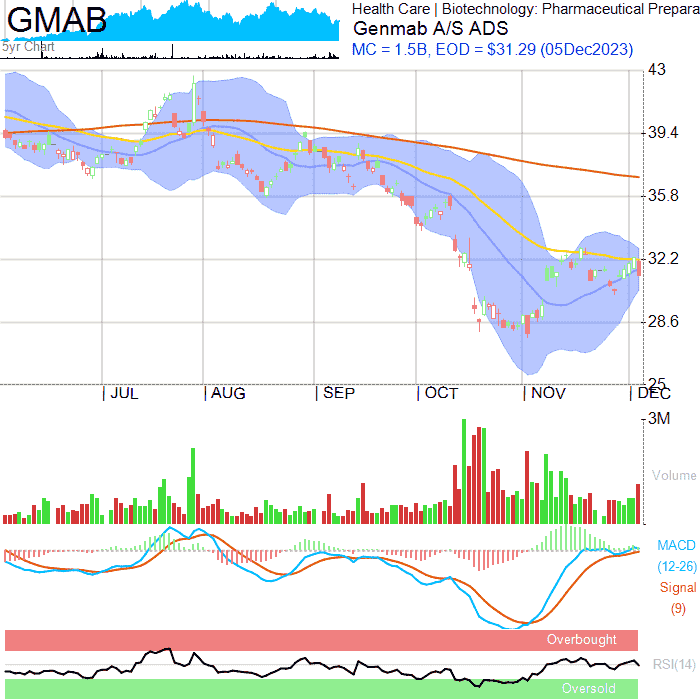 GMAB
5yr Chart
Health Care | Biotechnology: Pharmaceutical Prepara
Genmab A/S ADS
MC = 1.5B, EOD = $31.29 (05Dec2023)
43
39.4
35.8
32.2
28.6
25
JUL AUG SEP OCT NOV DEC
3M
Volume
MACD
(12-26)
Signal
(9)
Overbought
RSI(14)
Oversold